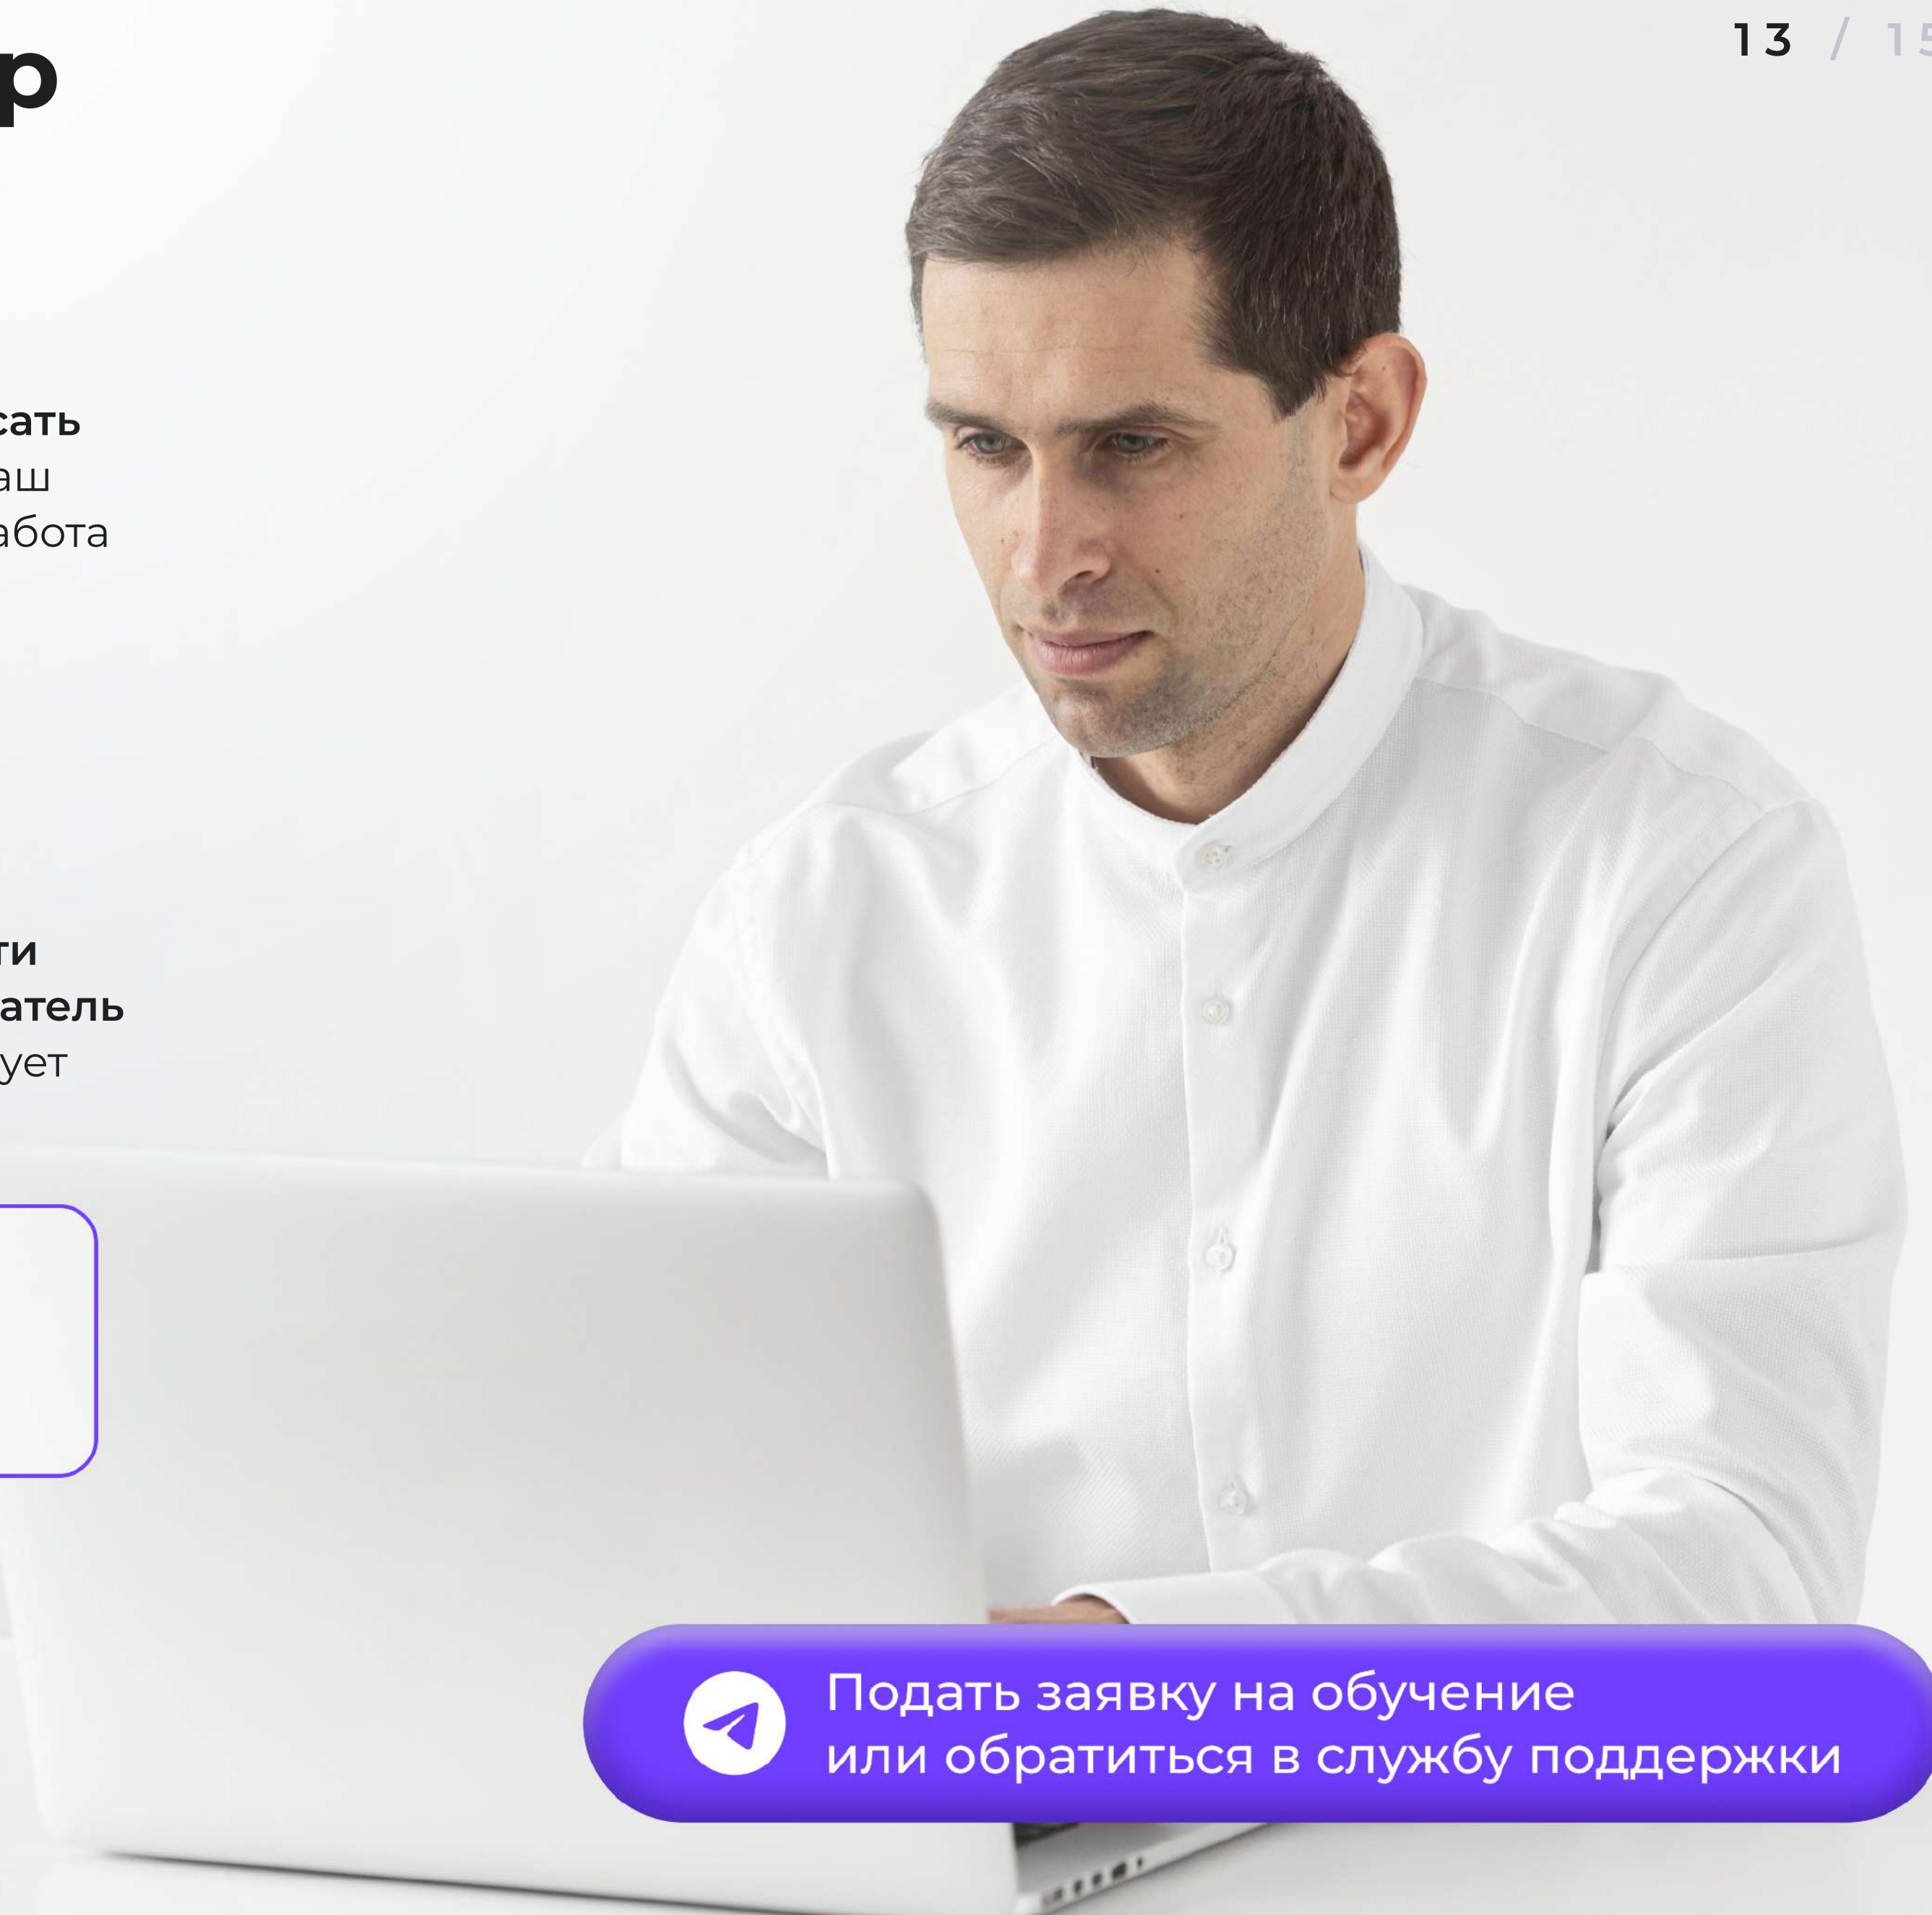 р
13 / 15
сать
аш
абота
ти
атель
ует
Подать заявку на обучение
или обратиться в службу поддержки